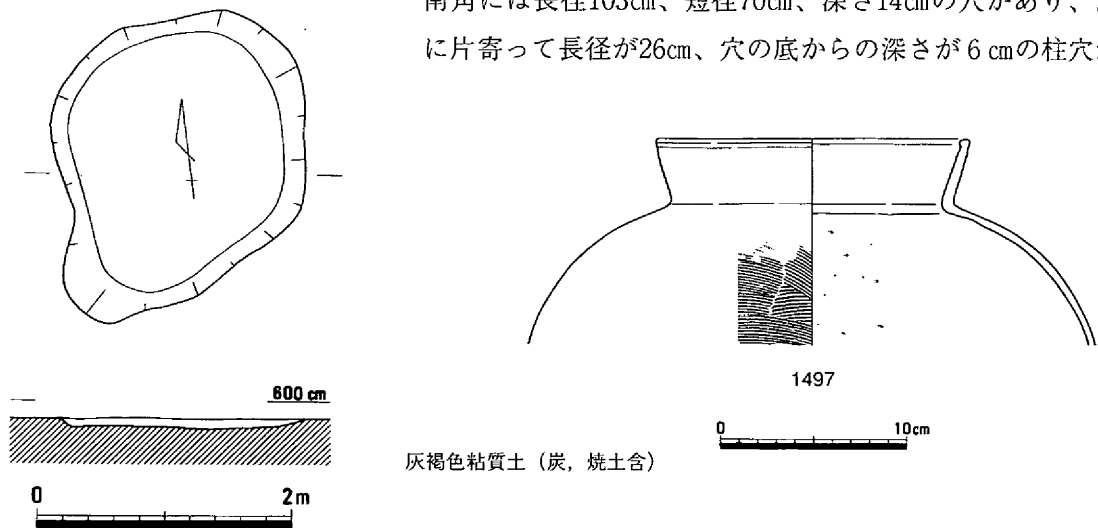 南角には長径103cm、短径70cm、深さ14cmの穴があり、
に片寄って長径が26cm、穴の底からの深さが6cmの柱穴
1497
600cm
0 10cm
灰褐色粘質土（炭，焼土含）
0 2m